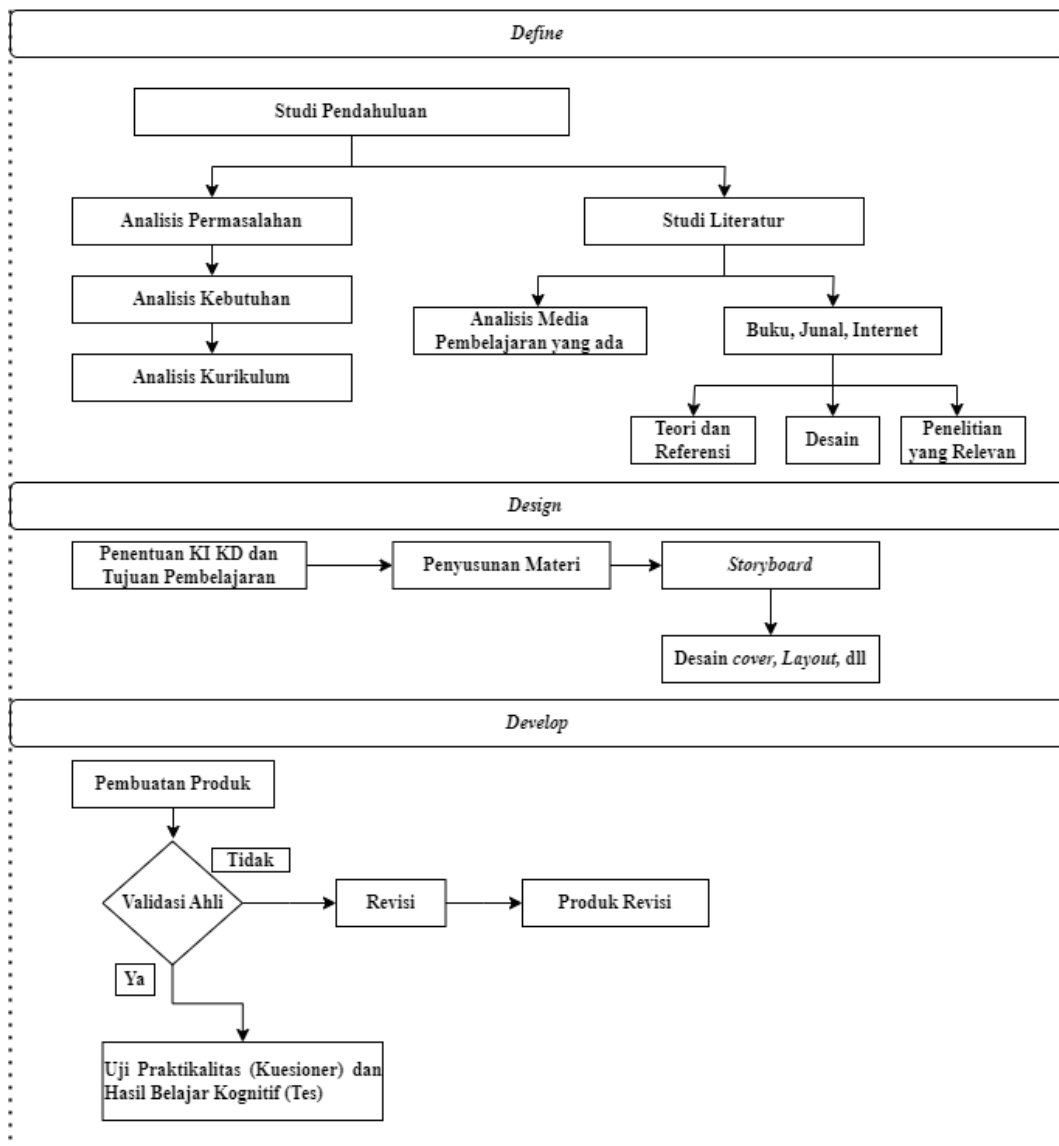 Define
Studi Pendahuluan
Analisis Permasalahan
Studi Literatur
Analisis Kebutuhan
Analisis Media
Pembelajaran yang ada
Buku, Junal, Internet
Analisis Kurikulum
Teori dan
Referensi
Desain
Penelitian
yang Relevan
Design
Penentuan KI KD dan
Tujuan Pembelajaran
Penyusunan Materi
Storyboard
Desain cover, Layout, dll
Develop
Pembuatan Produk
Tidak
Validasi Ahli
Revisi
Produk Revisi
Ya
Uji Praktikalitas (Kuesioner) dan
Hasil Belajar Kognitif (Tes)